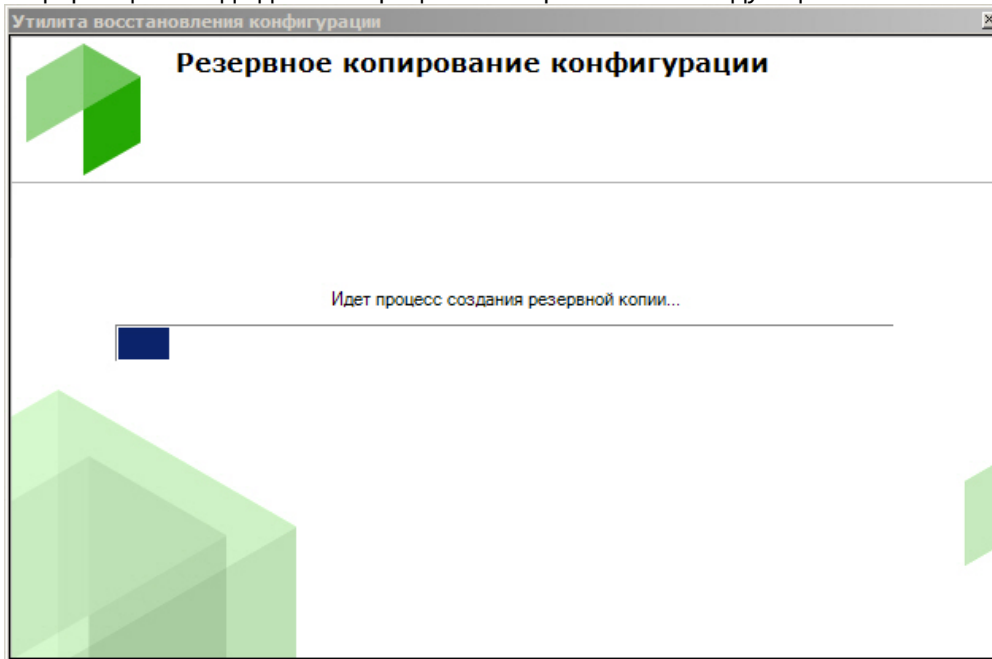 Утилита восстановления конфигурации
Резервное копирование конфигурации
Идет процесс создания резервной копии...